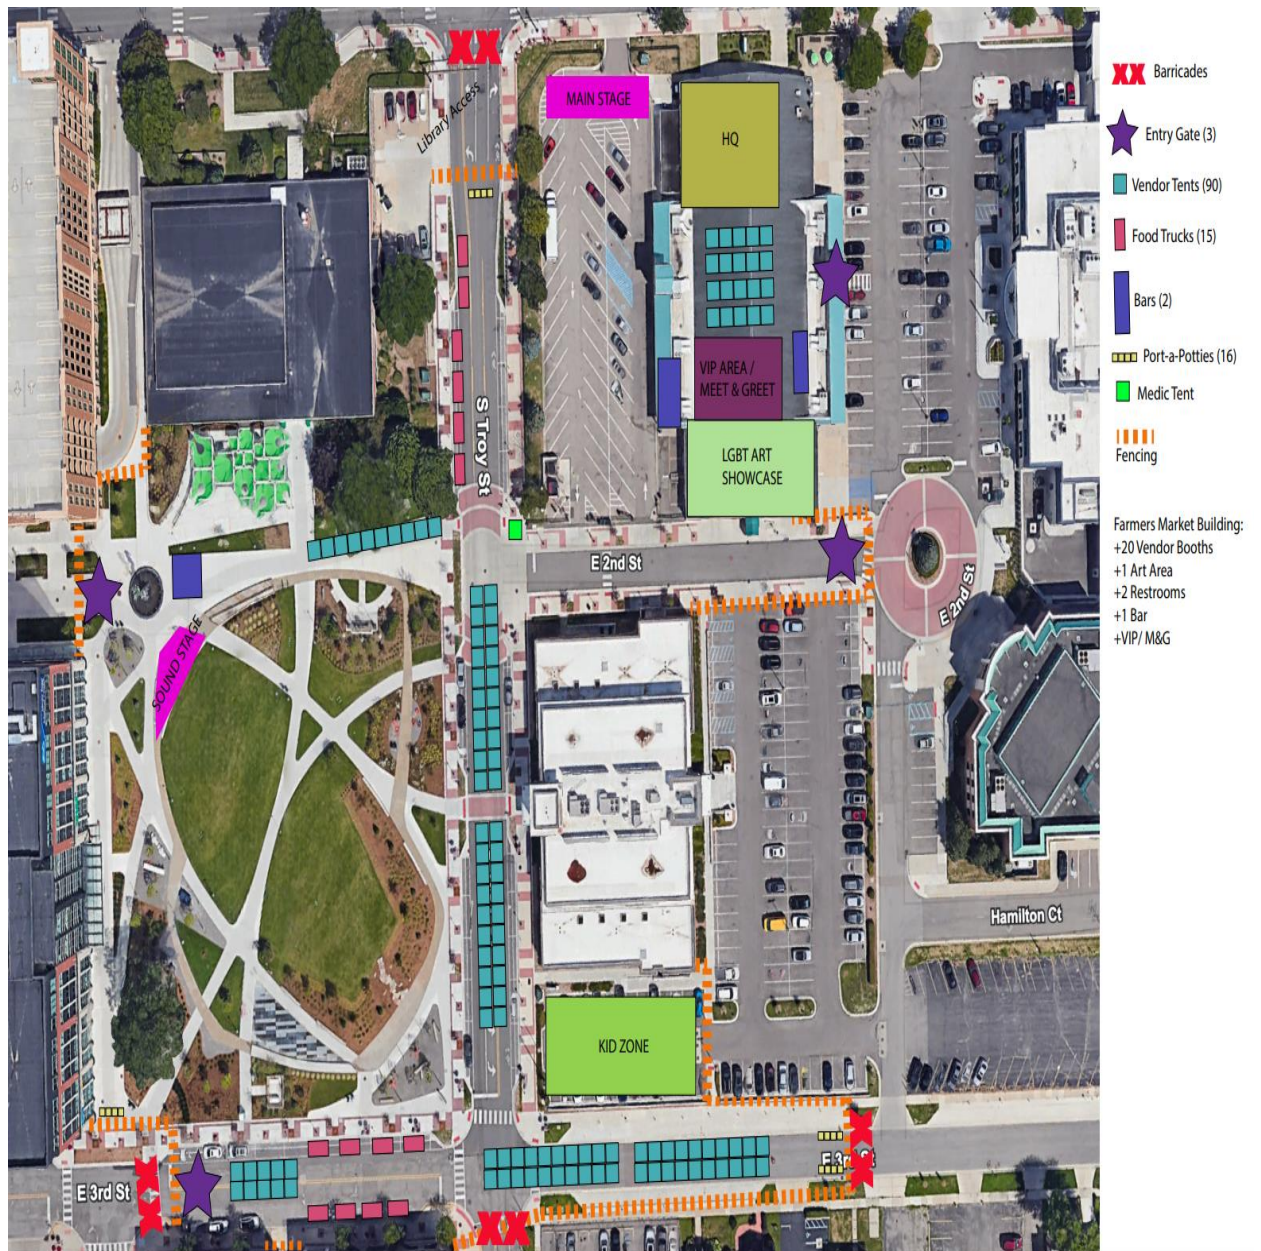 Barricades
Entry Gate (3)
Vendor Tents (90)
Food Trucks (15)
Bars (2)
Port-a-Potties (16)
Medic Tent
Fencing
Farmers Market Building:
+20 Vendor Booths
+1 Art Area
+2 Restrooms
+1 Bar
+VIP/ M&G
Library Access
MAIN STAGE
HQ
VIP AREA /
MEET & GREET
LGBT ART
SHOWCASE
S Troy St
E 2nd St
E 2nd St
SOUND STAGE
Hamilton Ct
KID ZONE
E 3rd St
E 3rd St